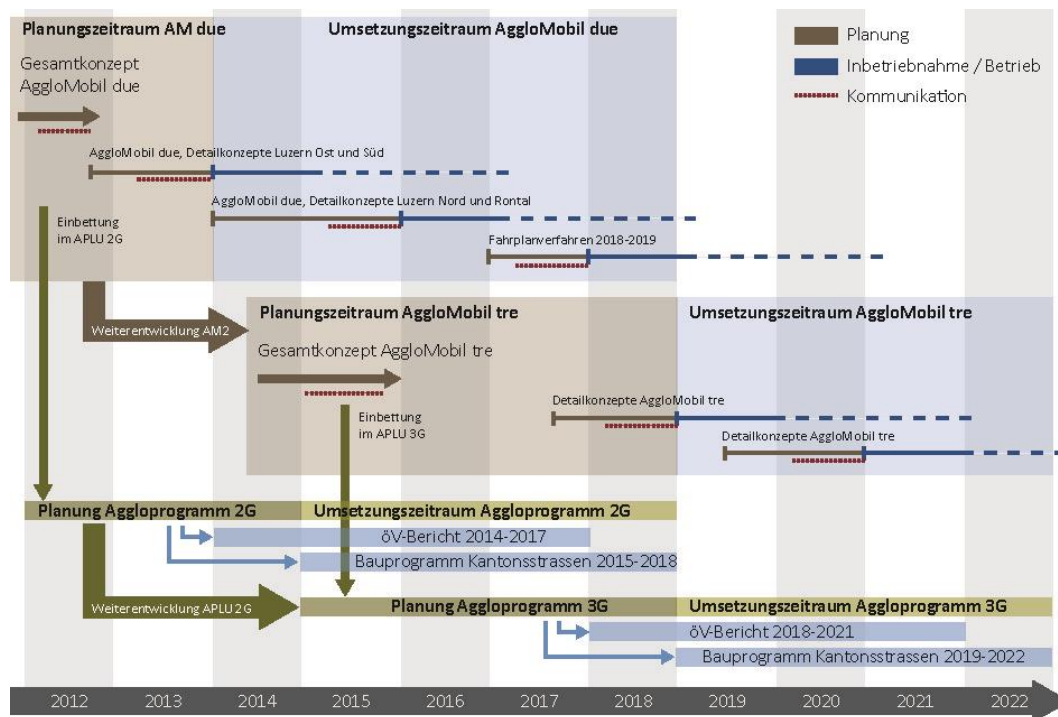 Planungszeitraum AM due
Umsetzungszeitraum AggloMobil due
Planung
Inbetriebnahme / Betrieb
Kommunikation
Gesamtkonzept
AggloMobil due
AggloMobil due, Detailkonzepte Luzern Ost und Süd
AggloMobil due, Detailkonzepte Luzern Nord und Rontal
Einbettung
im APLU 2G
Fahrplanverfahren 2018-2019
Weiterentwicklung AM2
Planungszeitraum AggloMobil tre
Umsetzungszeitraum AggloMobil tre
Gesamtkonzept AggloMobil tre
Einbettung
im APLU 3G
Detailkonzepte AggloMobil tre
Detailkonzepte AggloMobil tre
Planung Aggloprogramm 2G
Umsetzungszeitraum Aggloprogramm 2G
öV-Bericht 2014-2017
Bauprogramm Kantonsstrassen 2015-2018
Weiterentwicklung APLU 2G
Planung Aggloprogramm 3G
Umsetzungszeitraum Aggloprogramm 3G
öV-Bericht 2018-2021
Bauprogramm Kantonsstrassen 2019-2022
2012 2013 2014 2015 2016 2017 2018 2019 2020 2021 2022